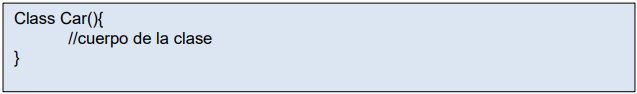 Class Car(){
//cuerpo de la clase
}